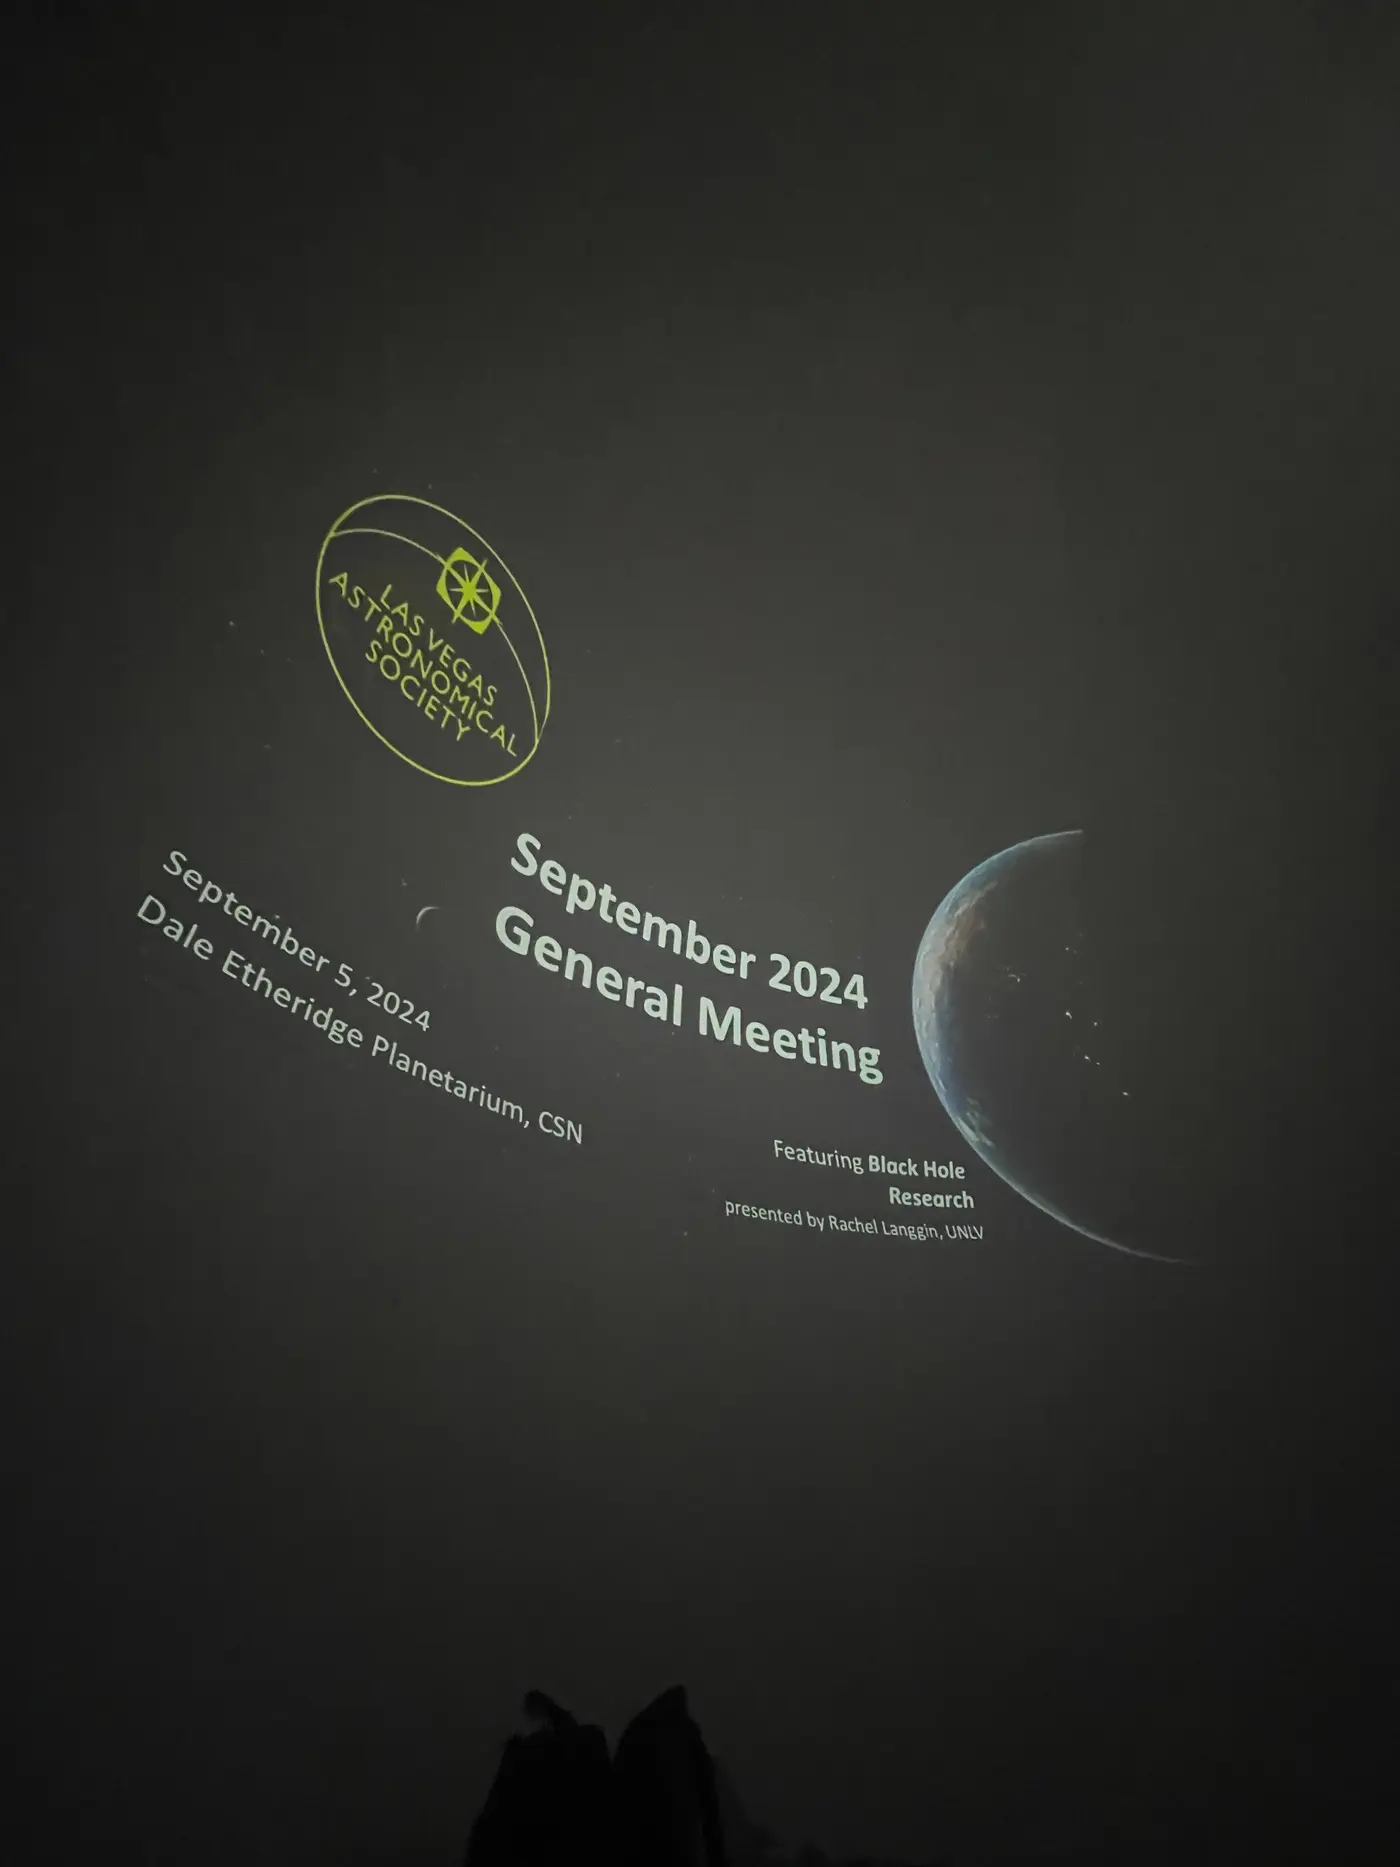 LAS VEGAS
ASTRONOMICAL
SOCIETY
September 2024
General Meeting
September 5, 2024
Dale Etheridge Planetarium, CSN
Featuring Black Hole
Research
presented by Rachel Langgin, UNLV